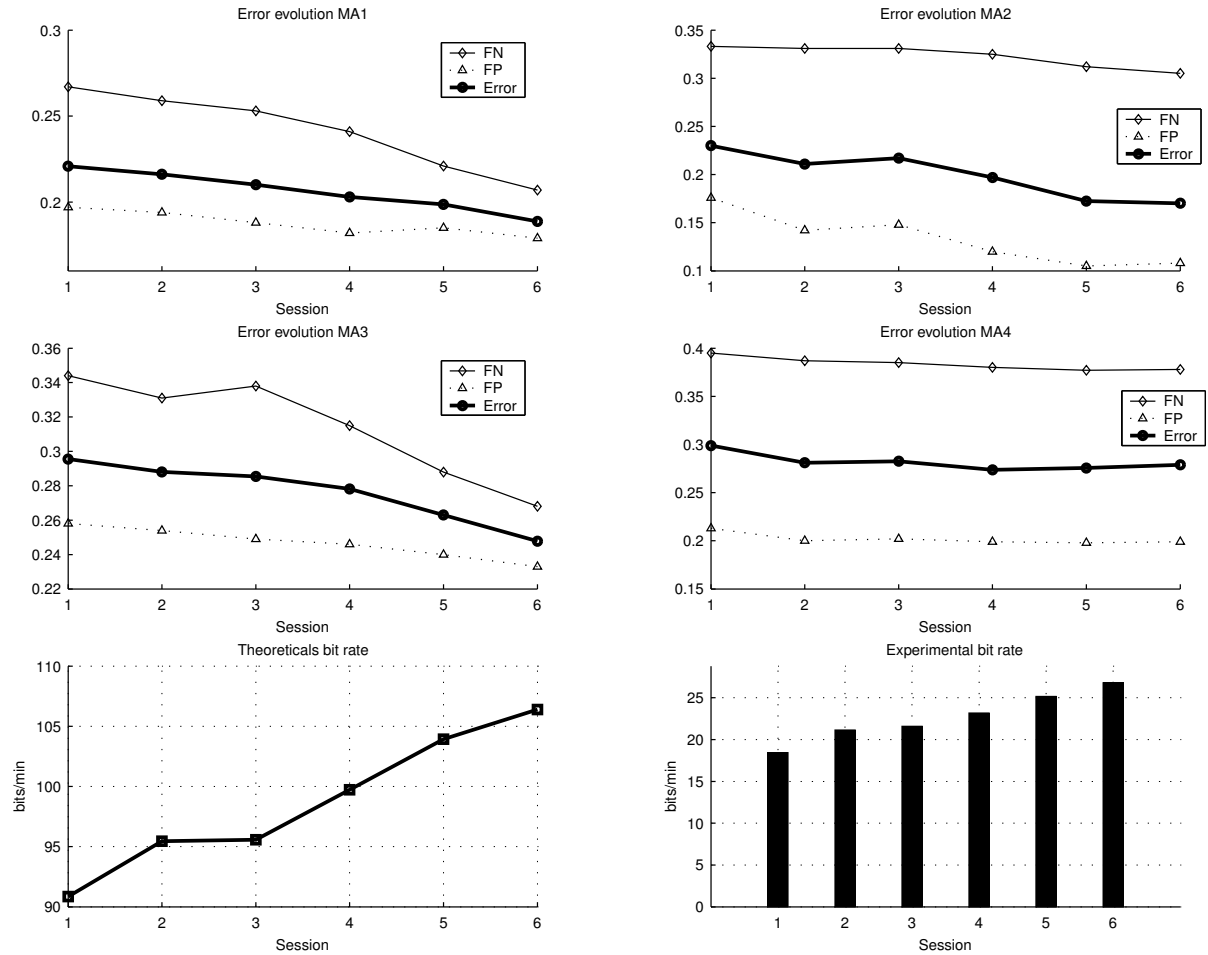 Error evolution MA1
0.3
0.25
0.2
FN
FP
Error
1 2 3 4 5 6
Session
Error evolution MA2
0.35
0.3
0.25
0.2
0.15
0.1
FN
FP
Error
1 2 3 4 5 6
Session
Error evolution MA3
0.36
0.34
0.32
0.3
0.28
0.26
0.24
0.22
FN
FP
Error
1 2 3 4 5 6
Session
Error evolution MA4
0.4
0.35
0.3
0.25
0.2
0.15
FN
FP
Error
1 2 3 4 5 6
Session
Theoreticals bit rate
bits/min
110
105
100
95
90
1 2 3 4 5 6
Session
Experimental bit rate
bits/min
25
20
15
10
5
0
1 2 3 4 5 6
Session